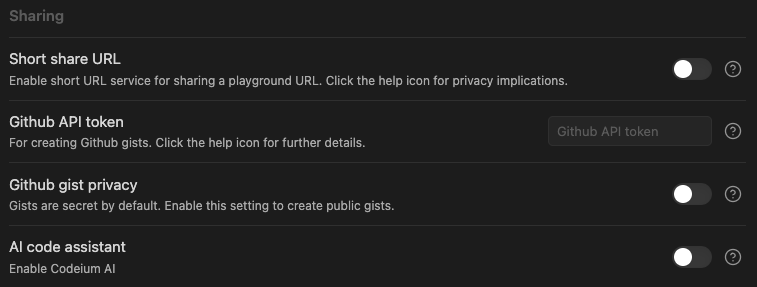 Sharing
Short share URL
Enable short URL service for sharing a playground URL. Click the help icon for privacy implications.
Github API token
For creating Github gists. Click the help icon for further details.
Github API token
Github gist privacy
Gists are secret by default. Enable this setting to create public gists.
AI code assistant
Enable Codeium AI